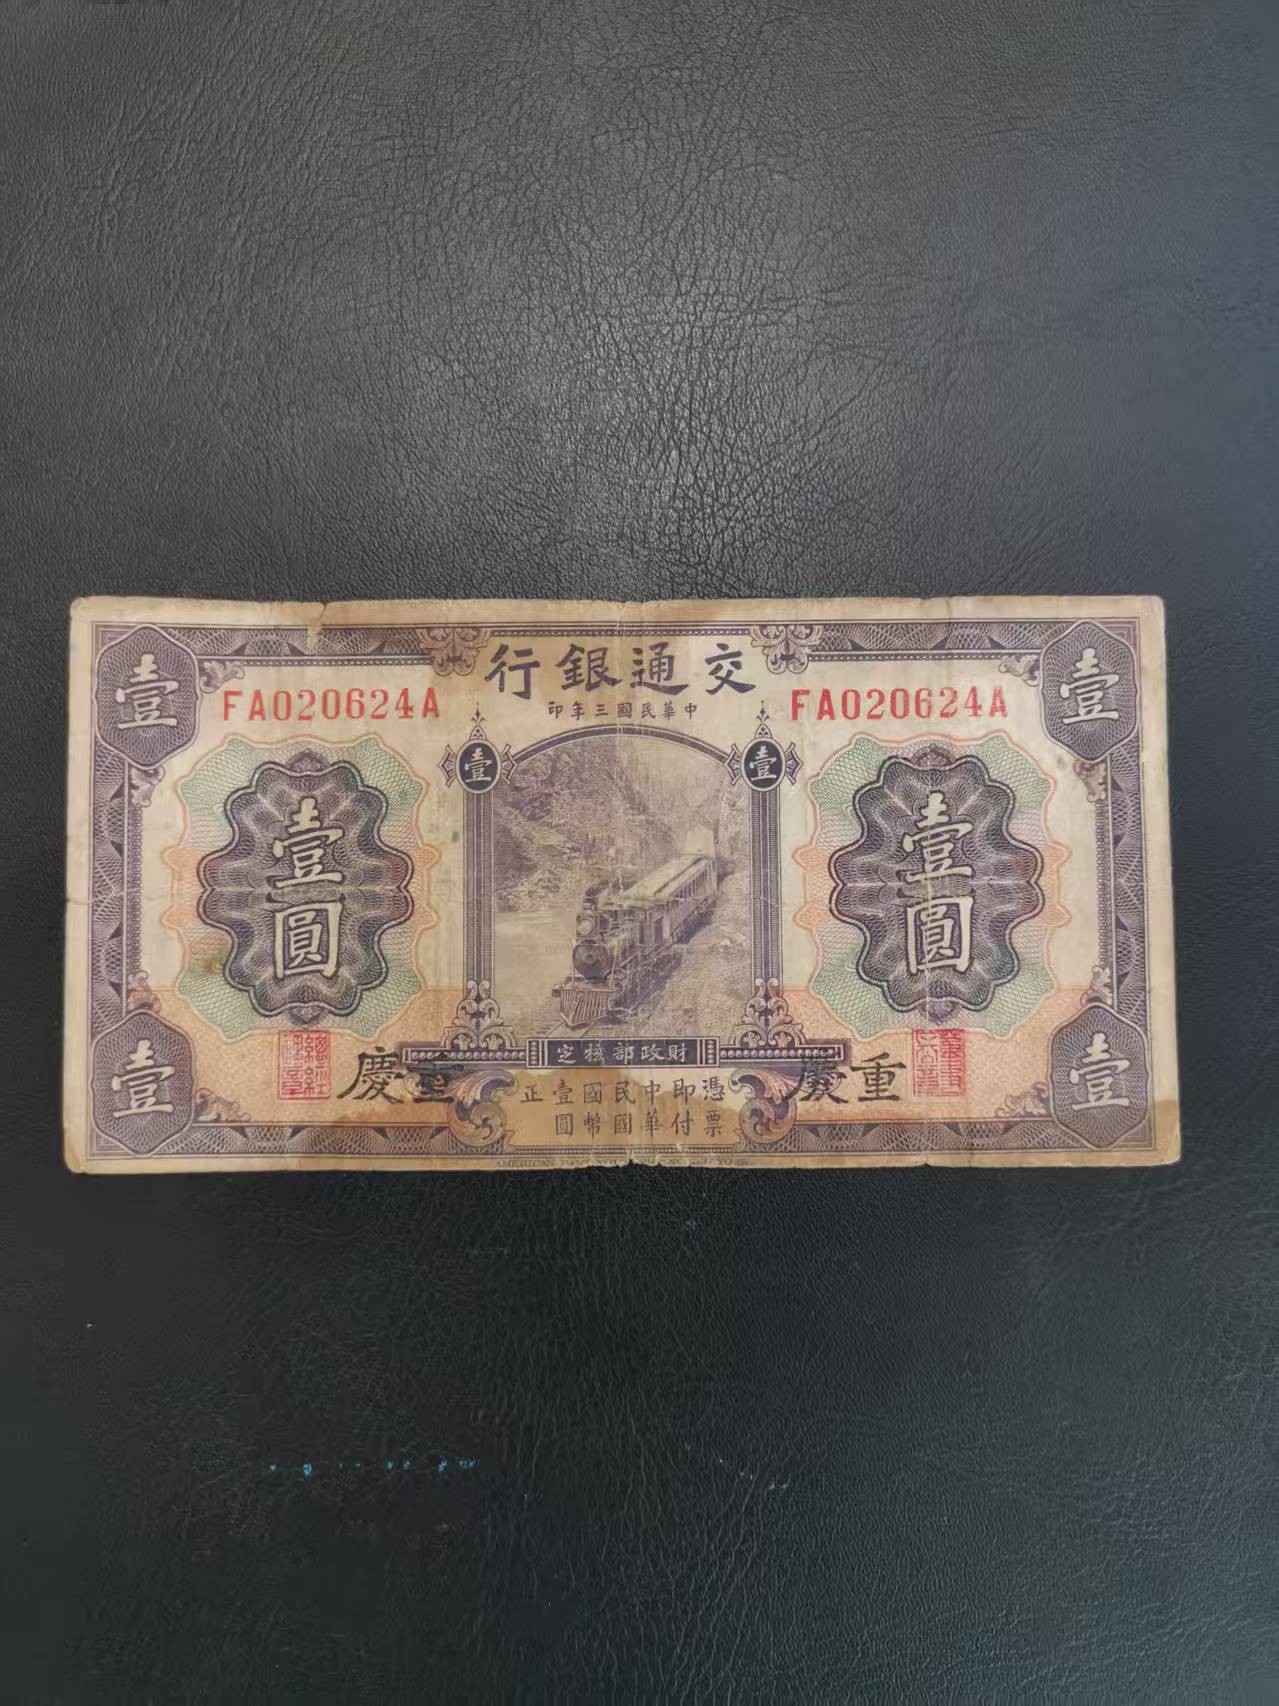 交通銀行
中華民國三年印
FA020624A
FA020624A
壹
壹
壹
壹
壹圓
壹圓
財政部核定
重慶
重慶
憑票即付中華民國國幣壹圓正
壹
壹